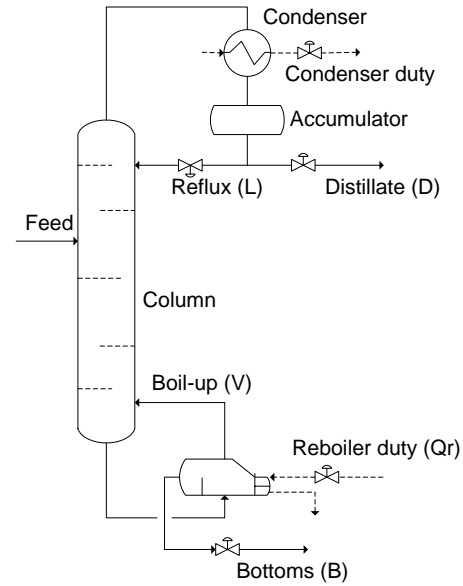 Condenser
Condenser duty
Accumulator
Reflux (L)
Distillate (D)
Feed
Column
Boil-up (V)
Reboiler duty (Qr)
Bottoms (B)